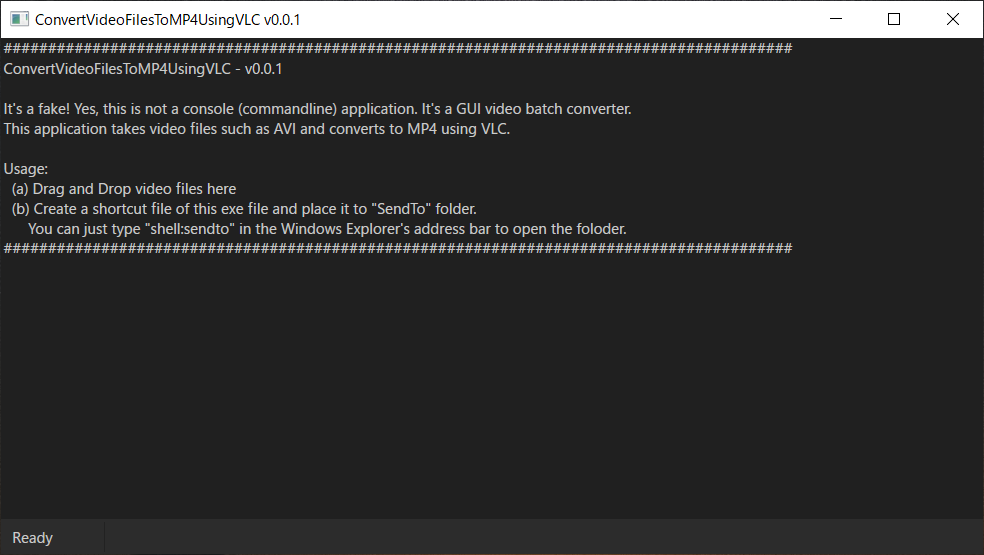 ConvertVideoFilesToMP4UsingVLC v0.0.1
########################################################################################
ConvertVideoFilesToMP4UsingVLC - v0.0.1
It's a fake! Yes, this is not a console (commandline) application. It's a GUI video batch converter.
This application takes video files such as AVI and converts to MP4 using VLC.
Usage:
(a) Drag and Drop video files here
(b) Create a shortcut file of this exe file and place it to "SendTo" folder.
You can just type "shell:sendto" in the Windows Explorer's address bar to open the foloder.
########################################################################################
Ready